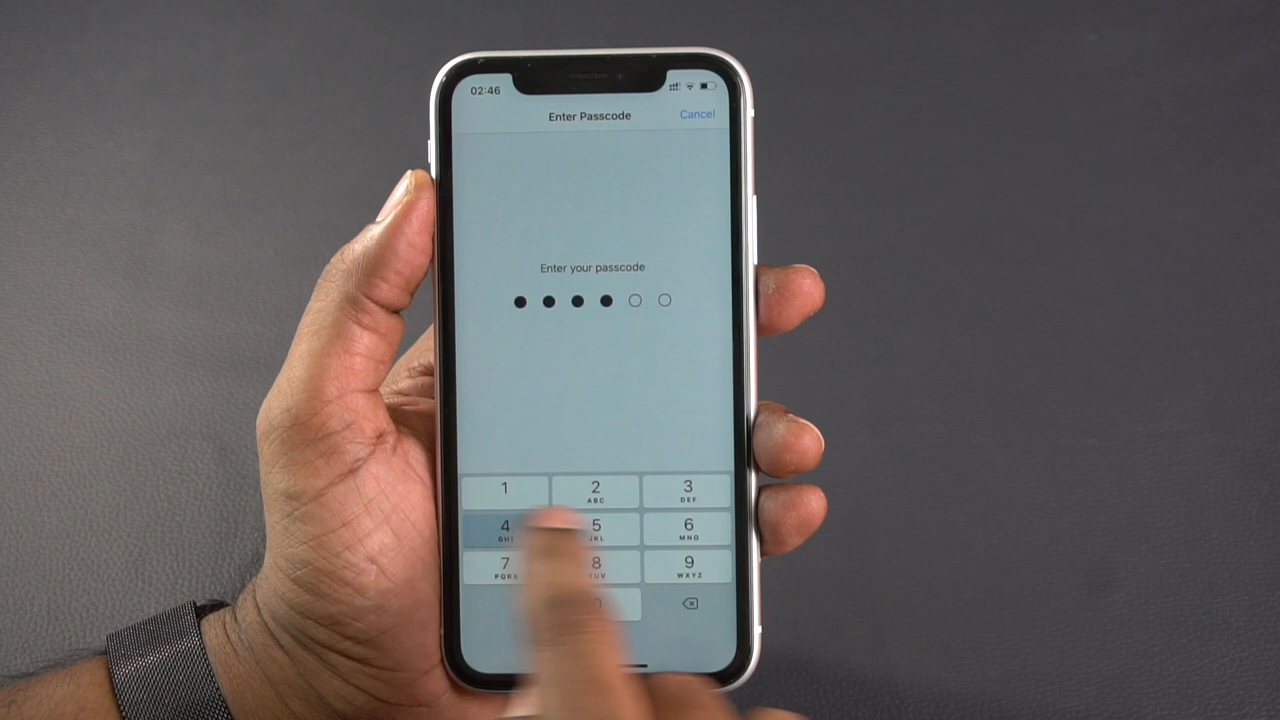 02:46
Enter Passcode
Cancel
Enter your passcode
1
2
ABC
3
DEF
4
GHI
5
JKL
6
MNO
7
PQRS
8
TUV
9
WXYZ